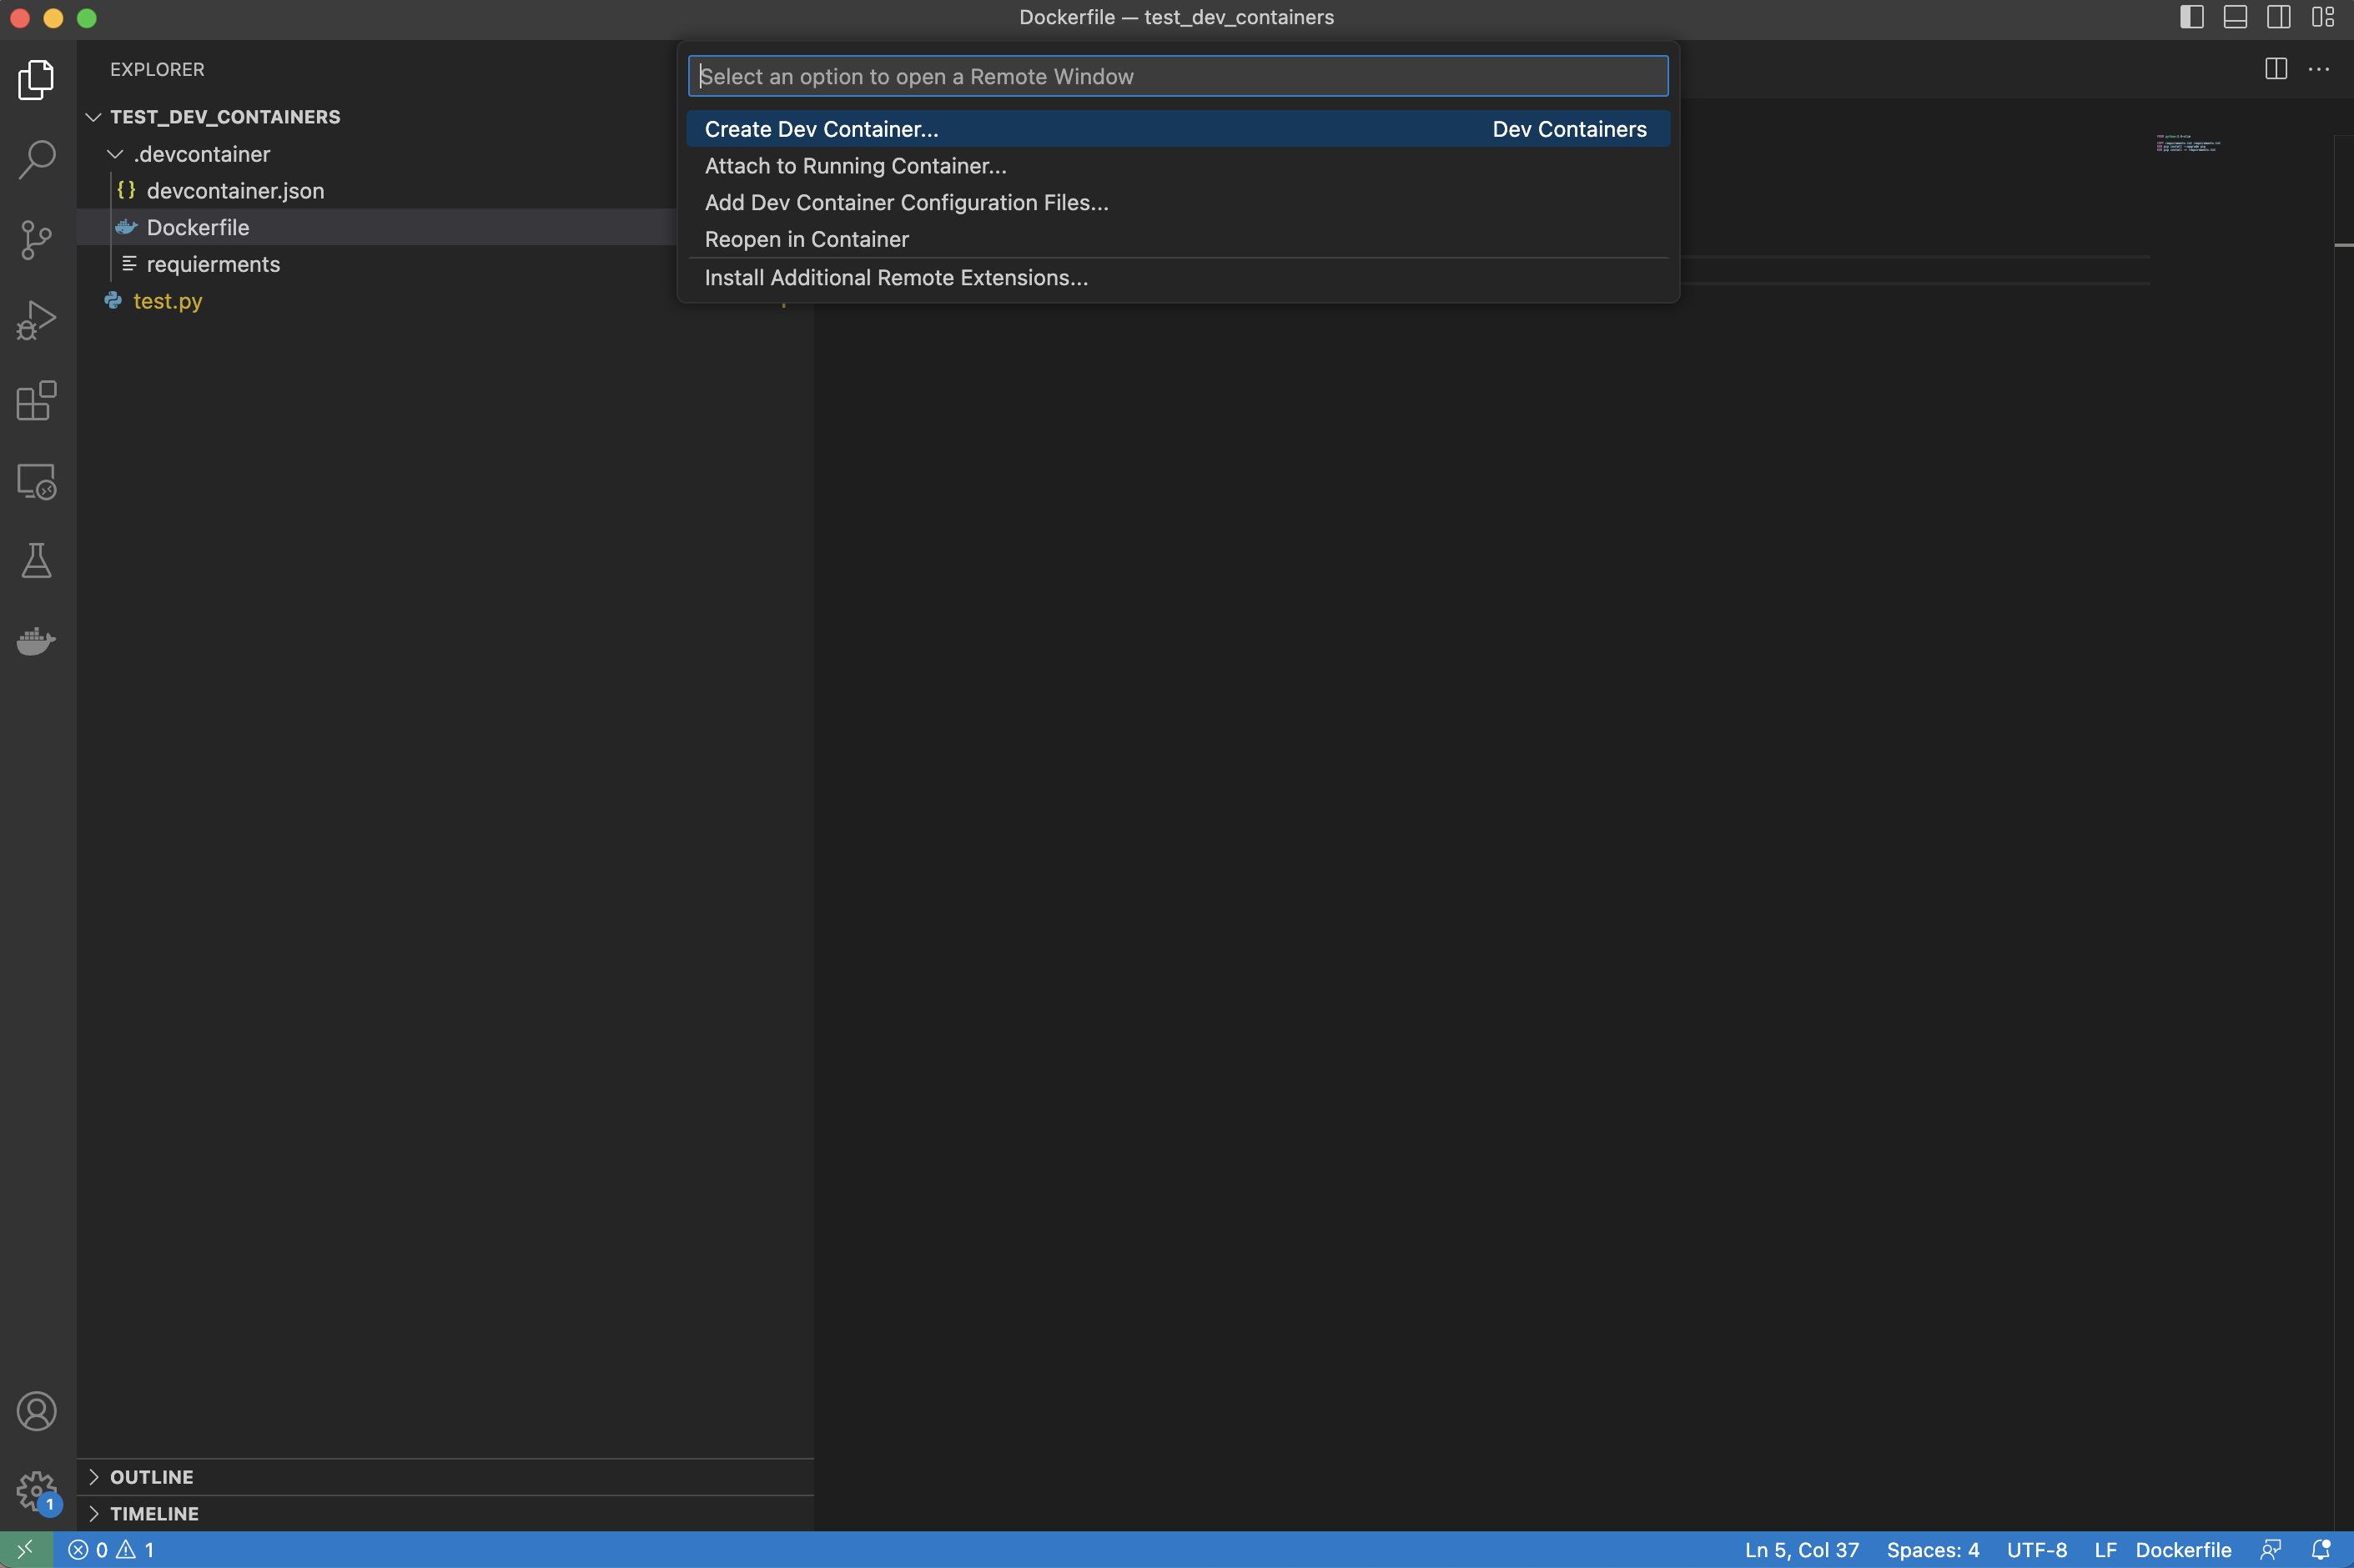 Dockerfile — test_dev_containers
EXPLORER
TEST_DEV_CONTAINERS
.devcontainer
{} devcontainer.json
Dockerfile
requierments
test.py
Select an option to open a Remote Window
Create Dev Container... Dev Containers
Attach to Running Container...
Add Dev Container Configuration Files...
Reopen in Container
Install Additional Remote Extensions...
OUTLINE
TIMELINE
1
0 1 Ln 5, Col 37 Spaces: 4 UTF-8 LF Dockerfile